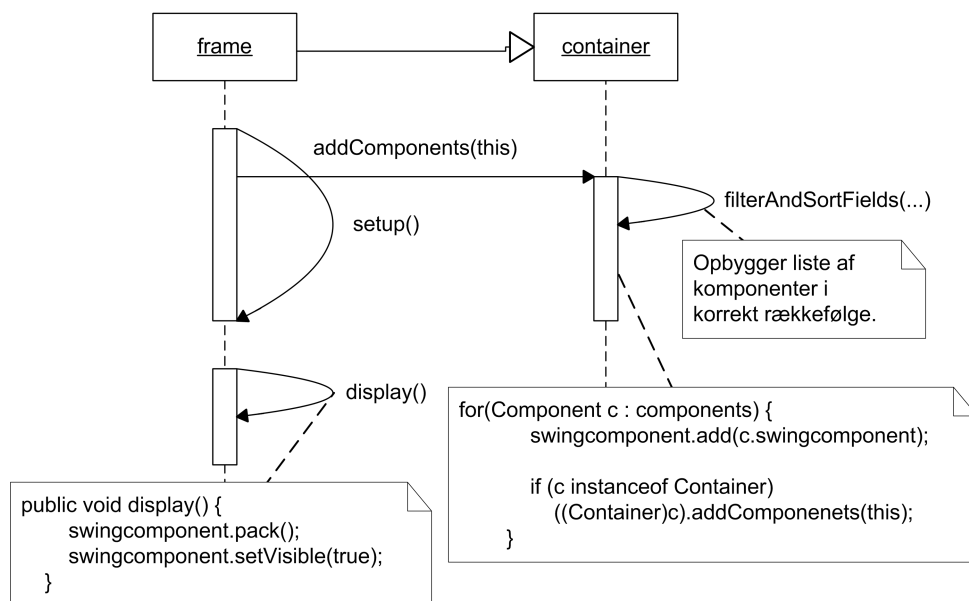 frame
container
addComponents(this)
filterAndSortFields(...)
setup()
Opbygger liste af
komponenter i
korrekt rækkefølge.
display()
for(Component c : components) {
swingcomponent.add(c.swingcomponent);
if (c instanceof Container)
((Container)c).addComponenets(this);
}
public void display() {
swingcomponent.pack();
swingcomponent.setVisible(true);
}